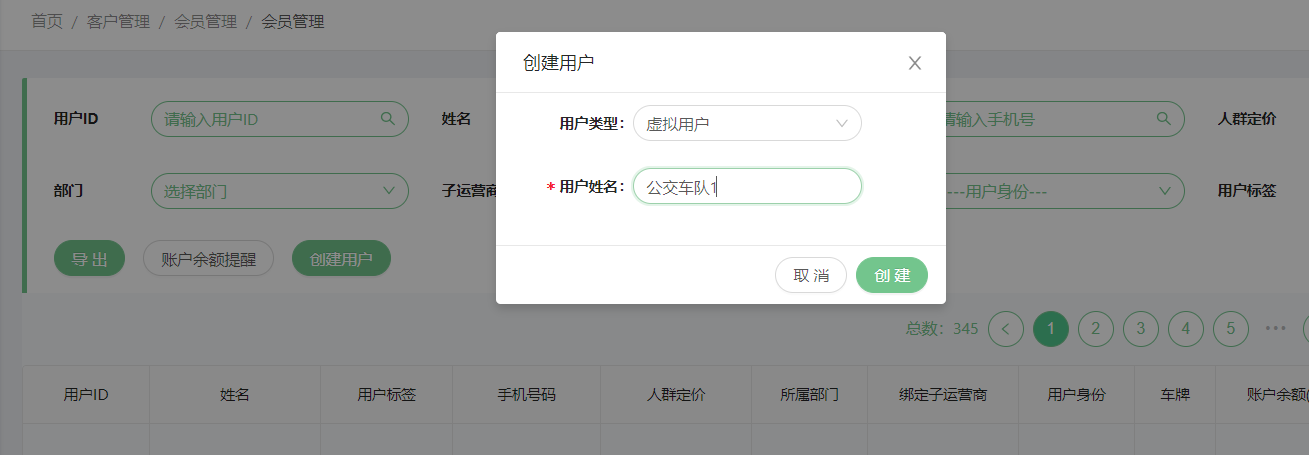 首页 / 客户管理 / 会员管理 / 会员管理
创建用户
用户类型：
虚拟用户
* 用户姓名：
公交车队1
取 消
创 建
用户ID
请输入用户ID
姓名
请输入手机号
人群定价
部门
选择部门
子运营商
---用户身份---
用户标签
导 出
账户余额提醒
创建用户
总数：345
1 2 3 4 5 •••
用户ID 姓名 用户标签 手机号码 人群定价 所属部门 绑定子运营商 用户身份 车牌 账户余额(